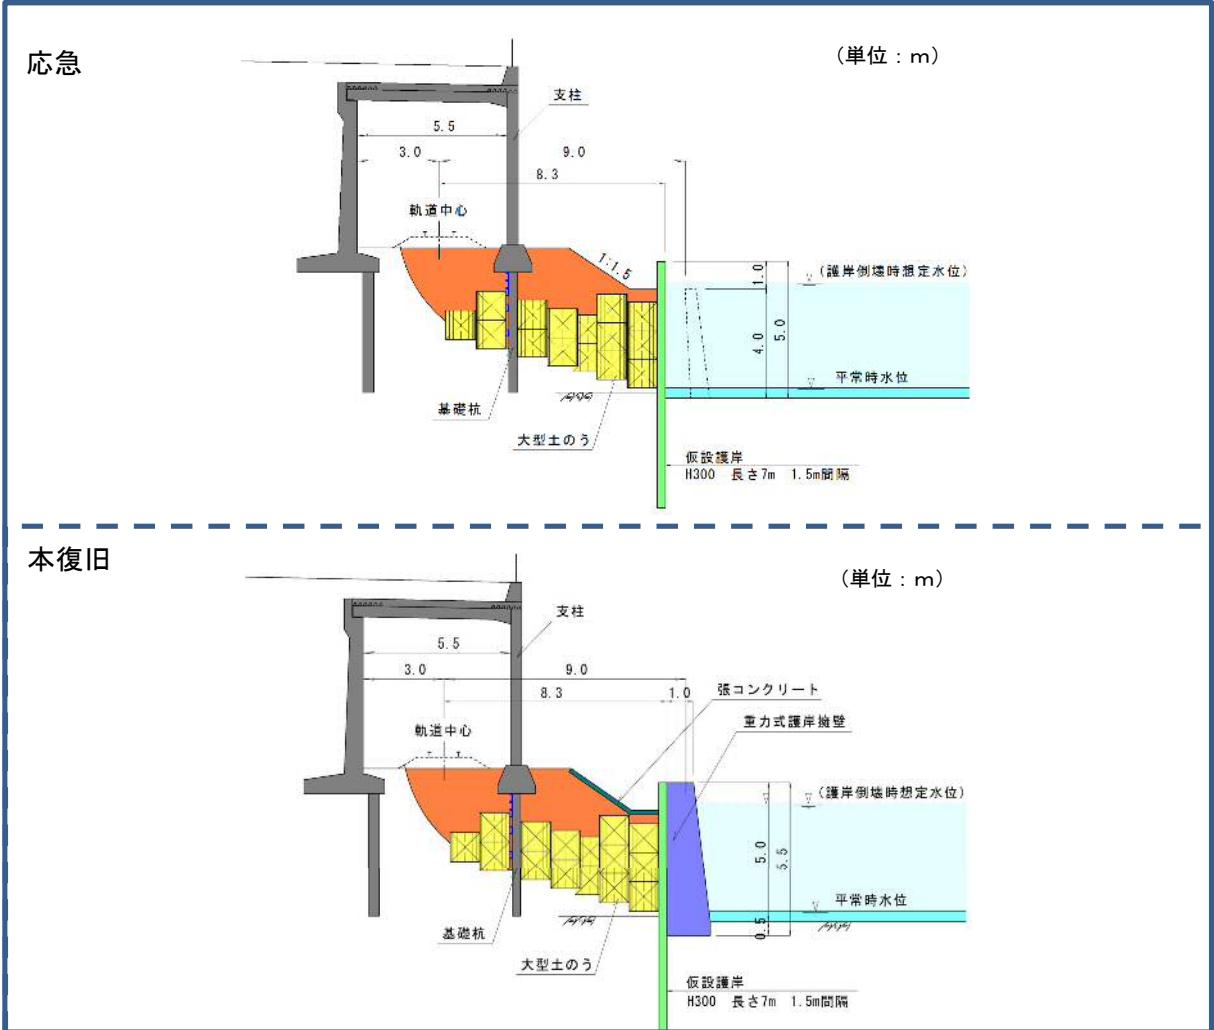 応急
（単位：ｍ）
支柱
5.5
3.0
9.0
8.3
軌道中心
1:1.5
1.0
(護岸倒壊時想定水位)
4.0
5.0
平常時水位
基礎杭
大型土のう
仮設護岸
H300 長さ7m 1.5m間隔
本復旧
（単位：ｍ）
支柱
5.5
3.0
9.0
8.3
1.0
張コンクリート
重力式護岸擁壁
軌道中心
(護岸倒壊時想定水位)
5.0
5.5
平常時水位
0.5
基礎杭
大型土のう
仮設護岸
H300 長さ7m 1.5m間隔